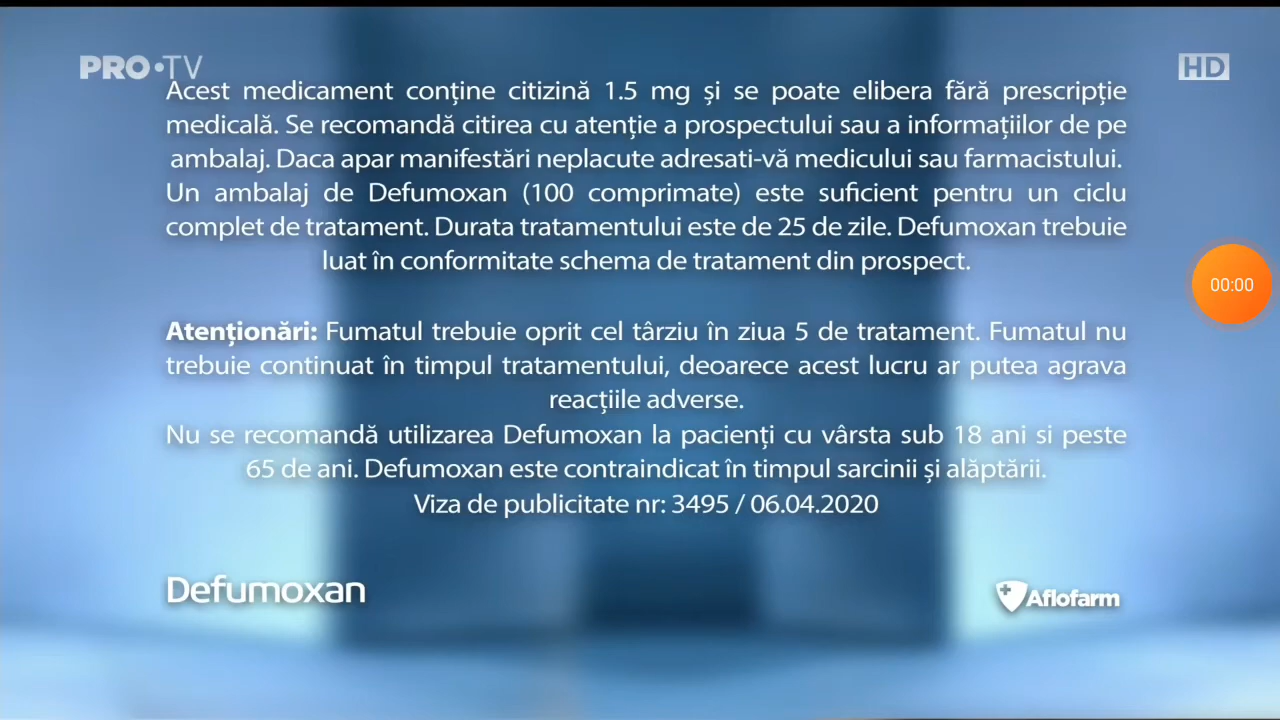 PRO•TV
HD
Acest medicament conține citizină 1.5 mg și se poate elibera fără prescripție
medicală. Se recomandă citirea cu atenție a prospectului sau a informațiilor de pe
ambalaj. Daca apar manifestări neplacute adresati-vă medicului sau farmacistului.
Un ambalaj de Defumoxan (100 comprimate) este suficient pentru un ciclu
complet de tratament. Durata tratamentului este de 25 de zile. Defumoxan trebuie
luat în conformitate schema de tratament din prospect.
00:00
Atenționări: Fumatul trebuie oprit cel târziu în ziua 5 de tratament. Fumatul nu
trebuie continuat în timpul tratamentului, deoarece acest lucru ar putea agrava
reacțiile adverse.
Nu se recomandă utilizarea Defumoxan la pacienți cu vârsta sub 18 ani si peste
65 de ani. Defumoxan este contraindicat în timpul sarcinii și alăptării.
Viza de publicitate nr: 3495 / 06.04.2020
Defumoxan
Aflofarm